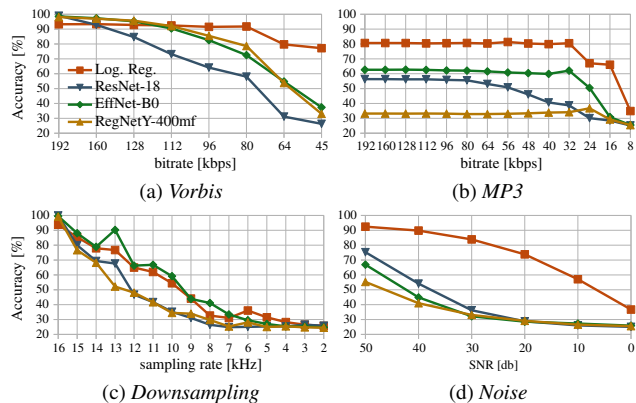 100
90
80
70
60
50
40
30
20
Accuracy [%]
Log. Reg.
ResNet-18
EffNet-B0
RegNetY-400mf
192 160 128 112 96 80 64 45
bitrate [kbps]
(a) Vorbis
100
90
80
70
60
50
40
30
20
Accuracy [%]
192 160 128 112 96 80 64 56 48 40 32 24 16 8
bitrate [kbps]
(b) MP3
100
90
80
70
60
50
40
30
20
Accuracy [%]
16 15 14 13 12 11 10 9 8 7 6 5 4 3 2
sampling rate [kHz]
(c) Downsampling
100
90
80
70
60
50
40
30
20
Accuracy [%]
50 40 30 20 10 0
SNR [db]
(d) Noise